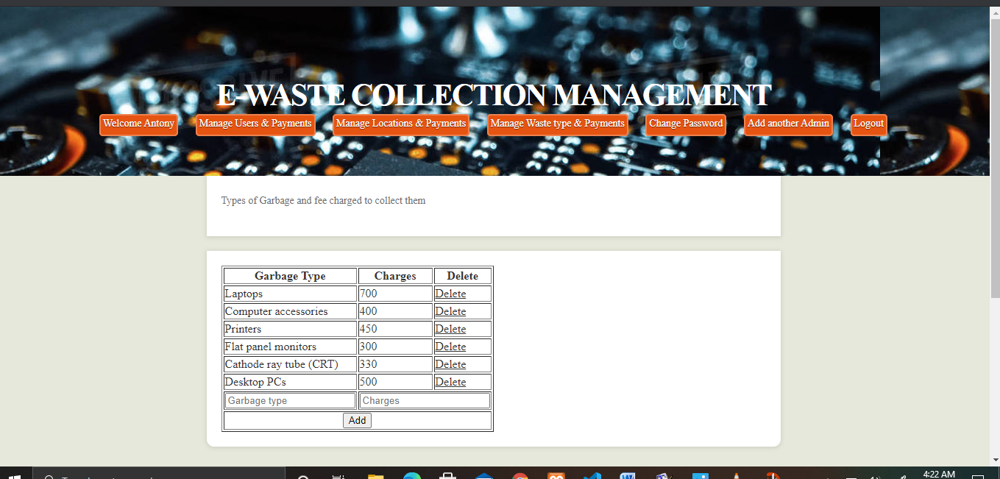 E-WASTE COLLECTION MANAGEMENT
Welcome Antony Manage Users & Payments Manage Locations & Payments Manage Waste type & Payments Change Password Add another Admin Logout
Types of Garbage and fee charged to collect them
Garbage Type Charges Delete
Laptops 700 Delete
Computer accessories 400 Delete
Printers 450 Delete
Flat panel monitors 300 Delete
Cathode ray tube (CRT) 330 Delete
Desktop PCs 500 Delete
Garbage type Charges
Add
4:22 AM